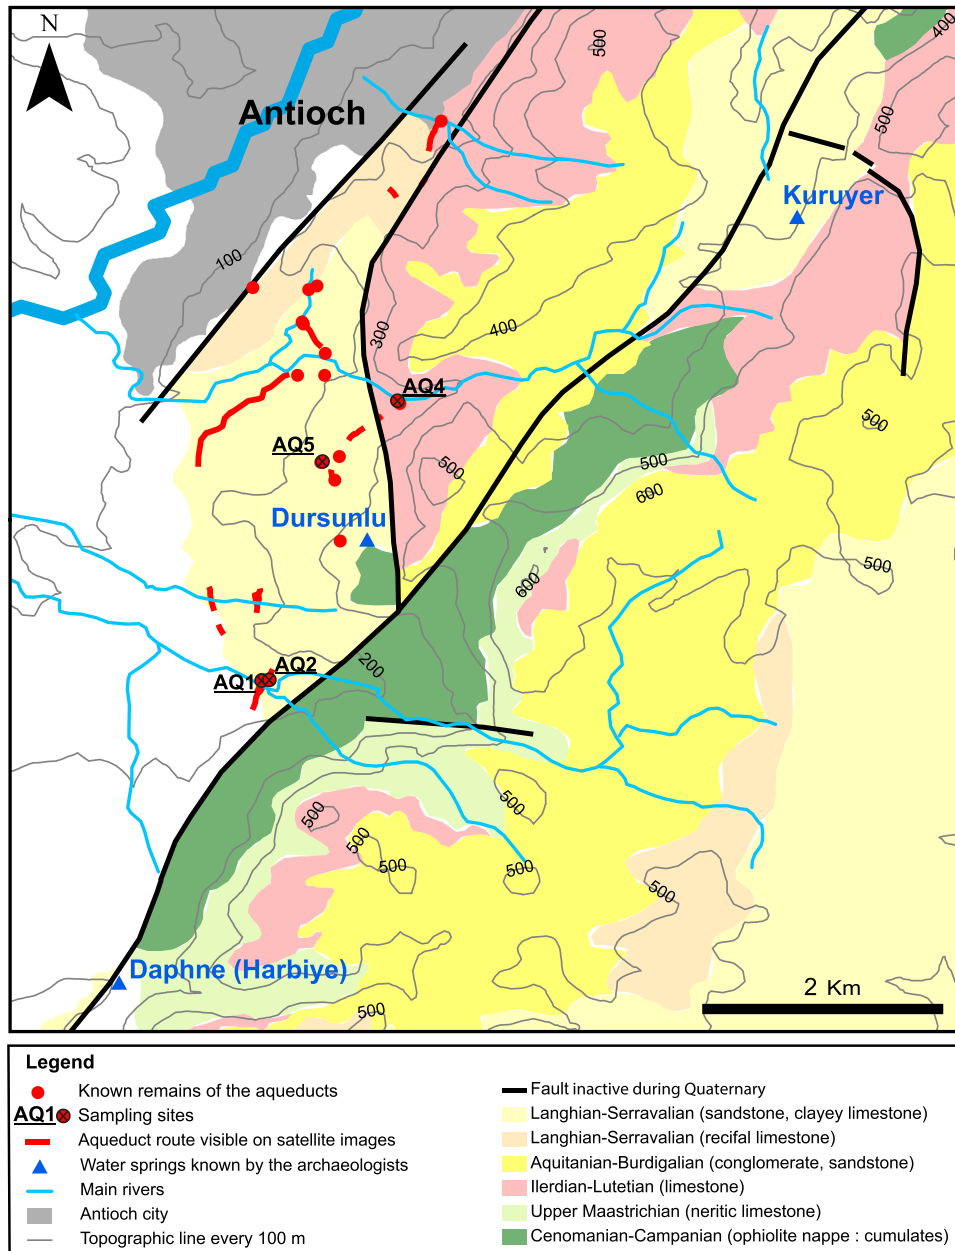 N
500
400
Antioch
500
Kuruyer
100
300
400
AQ4
500
AQ5
500
500
600
Dursunlu
600
500
AQ2
200
AQ1
500
500
500
500
500
500
Daphne (Harbiye)
2 Km
500
Legend
Known remains of the aqueducts
AQ1 Sampling sites
Aqueduct route visible on satellite images
Water springs known by the archaeologists
Main rivers
Antioch city
Topographic line every 100 m
Fault inactive during Quaternary
Langhian-Serravalian (sandstone, clayey limestone)
Langhian-Serravalian (recifal limestone)
Aquitanian-Burdigalian (conglomerate, sandstone)
Ilerdian-Lutetian (limestone)
Upper Maastrichian (neritic limestone)
Cenomanian-Campanian (ophiolite nappe : cumulates)